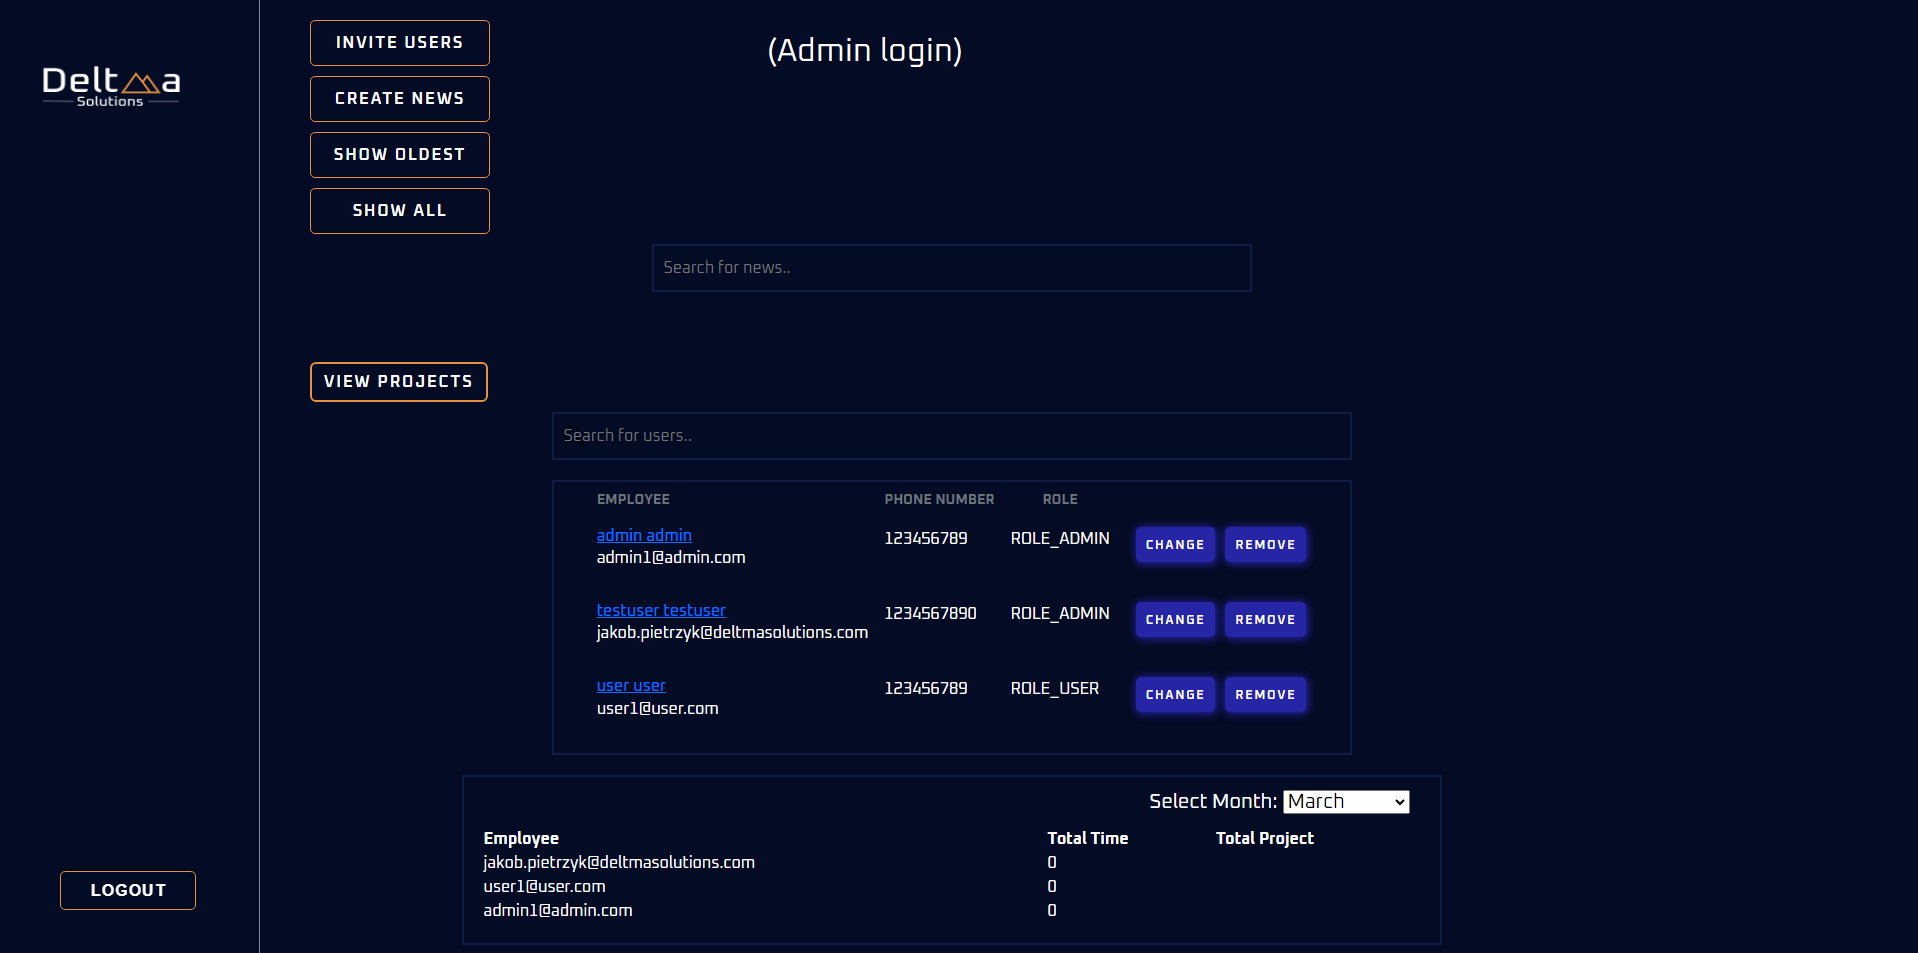 Deltma
Solutions
LOGOUT
INVITE USERS
CREATE NEWS
SHOW OLDEST
SHOW ALL
(Admin login)
Search for news..
VIEW PROJECTS
Search for users..
EMPLOYEE PHONE NUMBER ROLE
admin admin 123456789 ROLE_ADMIN CHANGE REMOVE
admin1@admin.com
testuser testuser 1234567890 ROLE_ADMIN CHANGE REMOVE
jakob.pietrzyk@deltmasolutions.com
user user 123456789 ROLE_USER CHANGE REMOVE
user1@user.com
Select Month: March
Employee Total Time Total Project
jakob.pietrzyk@deltmasolutions.com 0
user1@user.com 0
admin1@admin.com 0